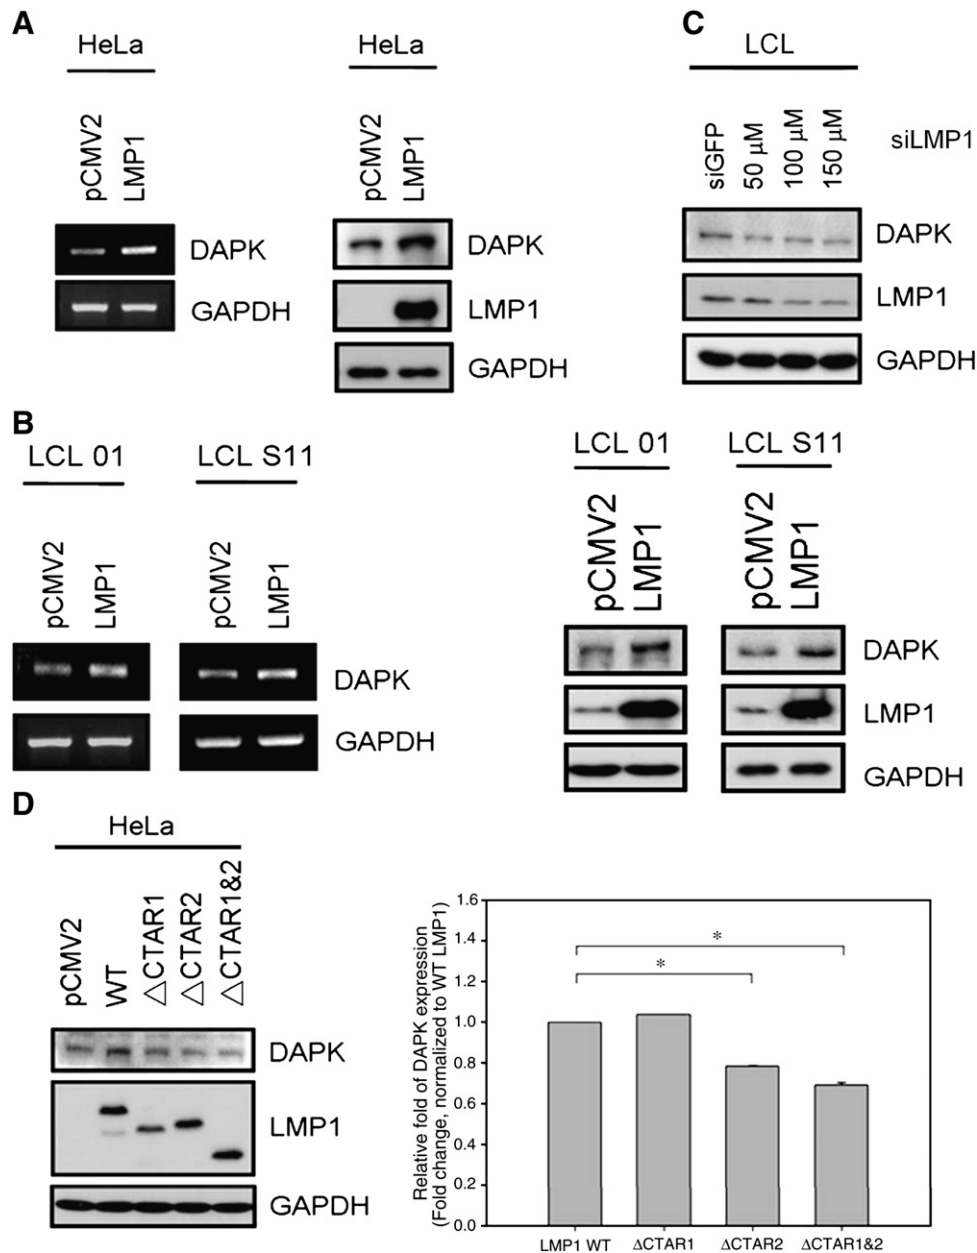 A
HeLa
pCMV2
LMP1
DAPK
GAPDH
HeLa
pCMV2
LMP1
DAPK
LMP1
GAPDH
C
LCL
siGFP
50 μM
100 μM
150 μM
siLMP1
DAPK
LMP1
GAPDH
B
LCL 01
pCMV2
LMP1
LCL S11
pCMV2
LMP1
DAPK
GAPDH
LCL 01
pCMV2
LMP1
LCL S11
pCMV2
LMP1
DAPK
LMP1
GAPDH
D
HeLa
pCMV2
WT
△CTAR1
△CTAR2
△CTAR1&2
DAPK
LMP1
GAPDH
Relative fold of DAPK expression
(Fold change, normalized to WT LMP1)
1.6
1.4
1.2
1.0
0.8
0.6
0.4
0.2
0.0
*
*
LMP1 WT
ΔCTAR1
ΔCTAR2
ΔCTAR1&2